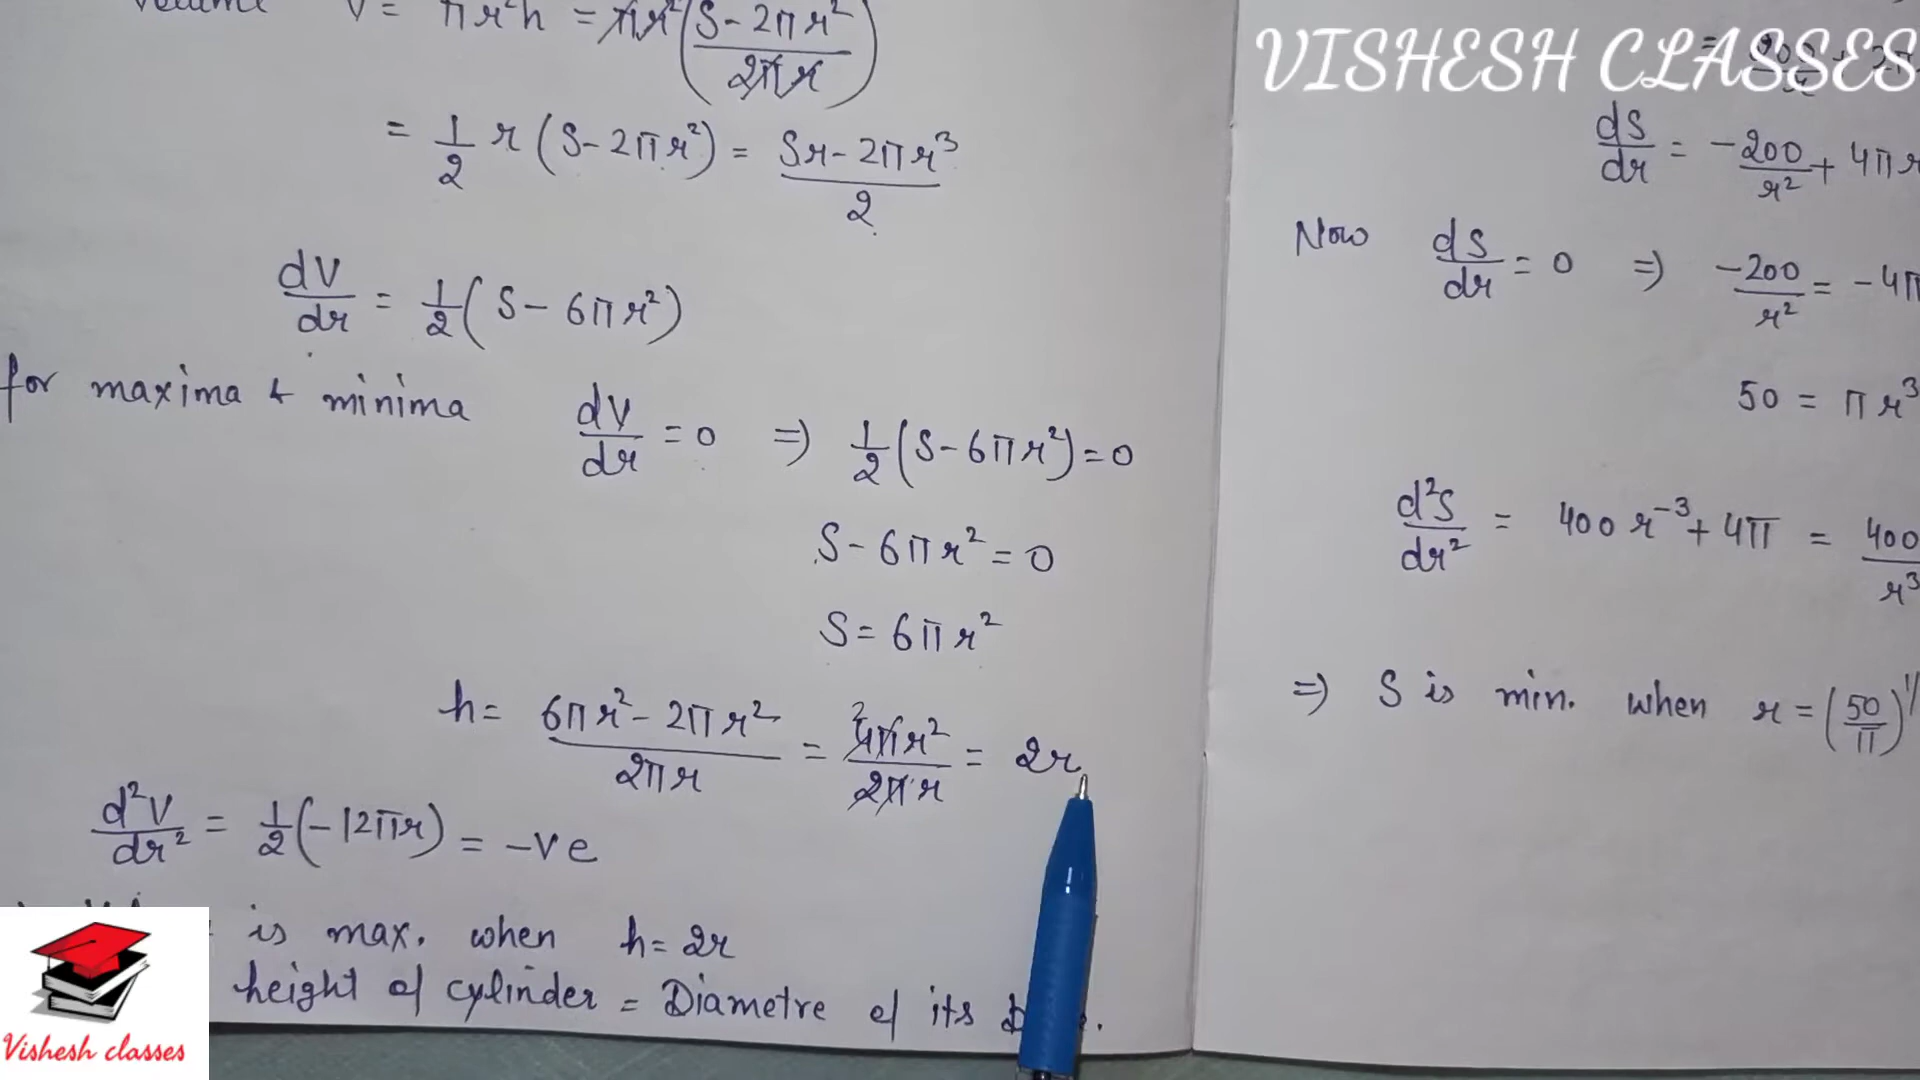 Volume V = πr²h = πr²(S-2πr²/2πr)
= 1/2 r (S-2πr²) = Sr-2πr³/2
dV/dr = 1/2(S-6πr²)
for maxima & minima dV/dr = 0 ⇒ 1/2(S-6πr²)=0
S-6πr²=0
S=6πr²
h= 6πr²-2πr²/2πr = 4πr²/2πr = 2r
2
d²V/dr² = 1/2(-12πr) = -ve
is max. when h=2r
height of cylinder = Diametre of its
VISHESH CLASSES
dS/dr = -200/r² + 4πr
Now dS/dr = 0 ⇒ -200/r² = -4π
50 = πr³
d²S/dr² = 400r⁻³+4π = 400/r³
⇒ S is min. when r = (50/π)
Vishesh classes